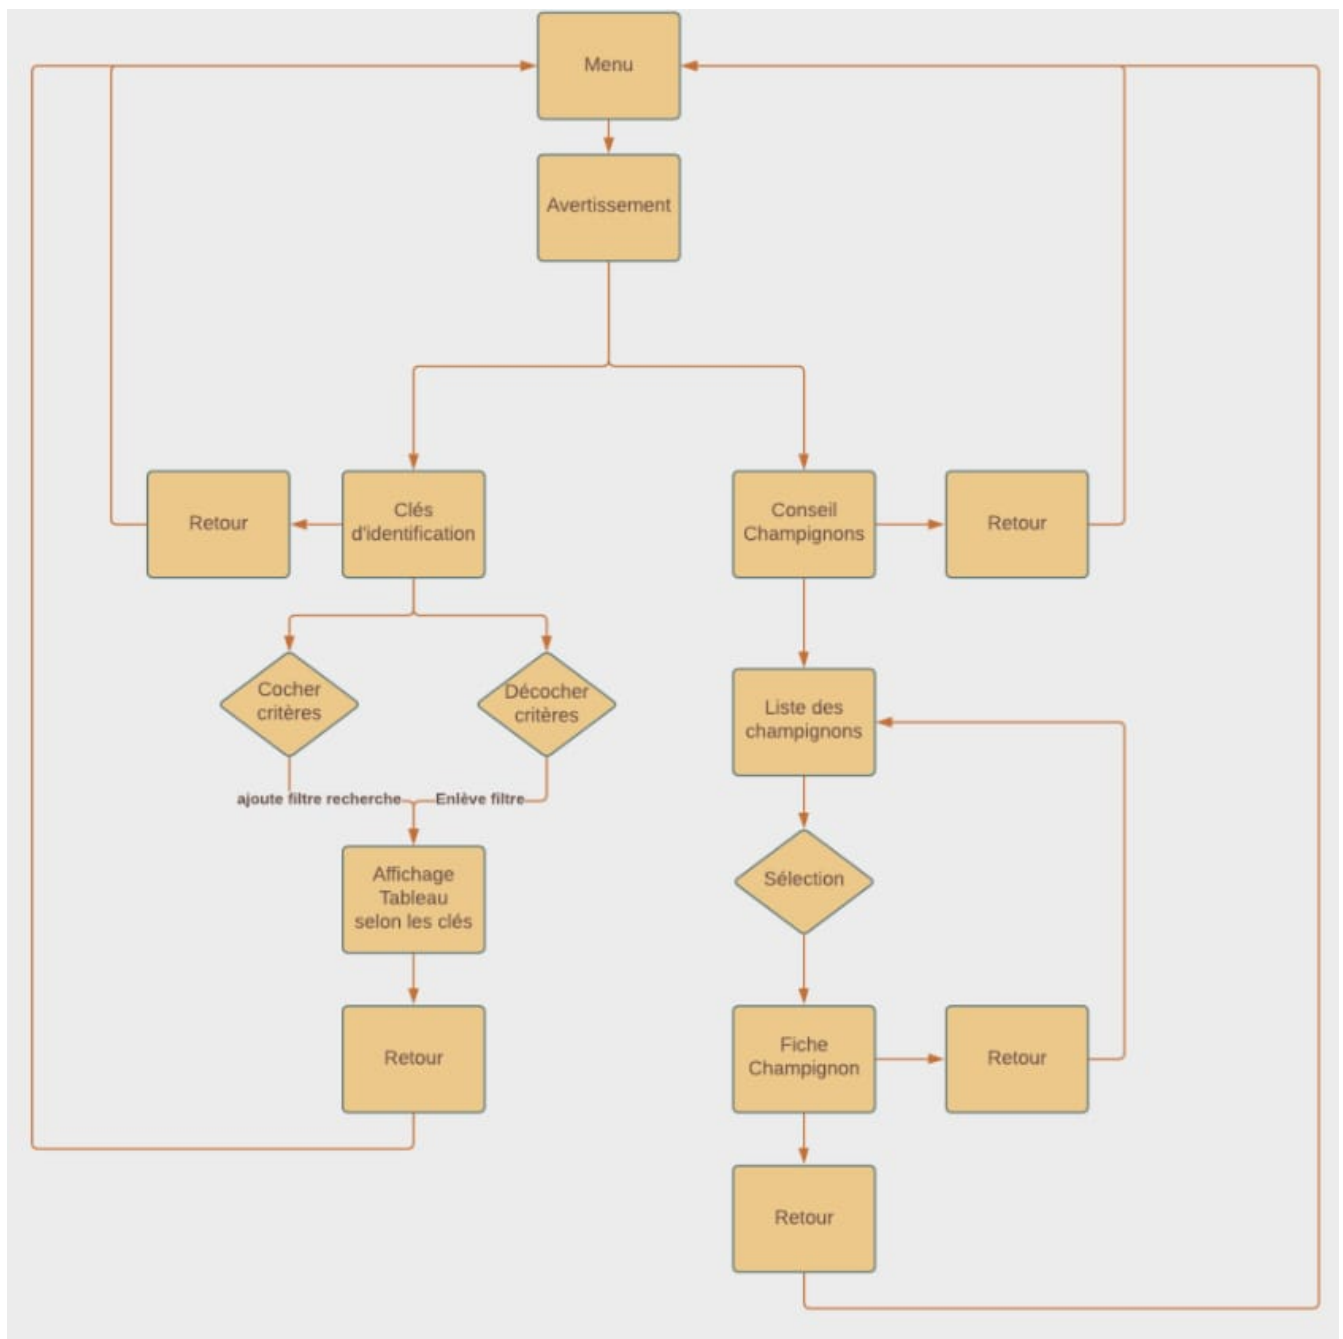 Menu
Avertissement
Retour
Clés
d'identification
Conseil
Champignons
Retour
Cocher
critères
Décocher
critères
Liste des
champignons
ajoute filtre recherche
Enlève filtre
Affichage
Tableau
selon les clés
Sélection
Retour
Fiche
Champignon
Retour
Retour